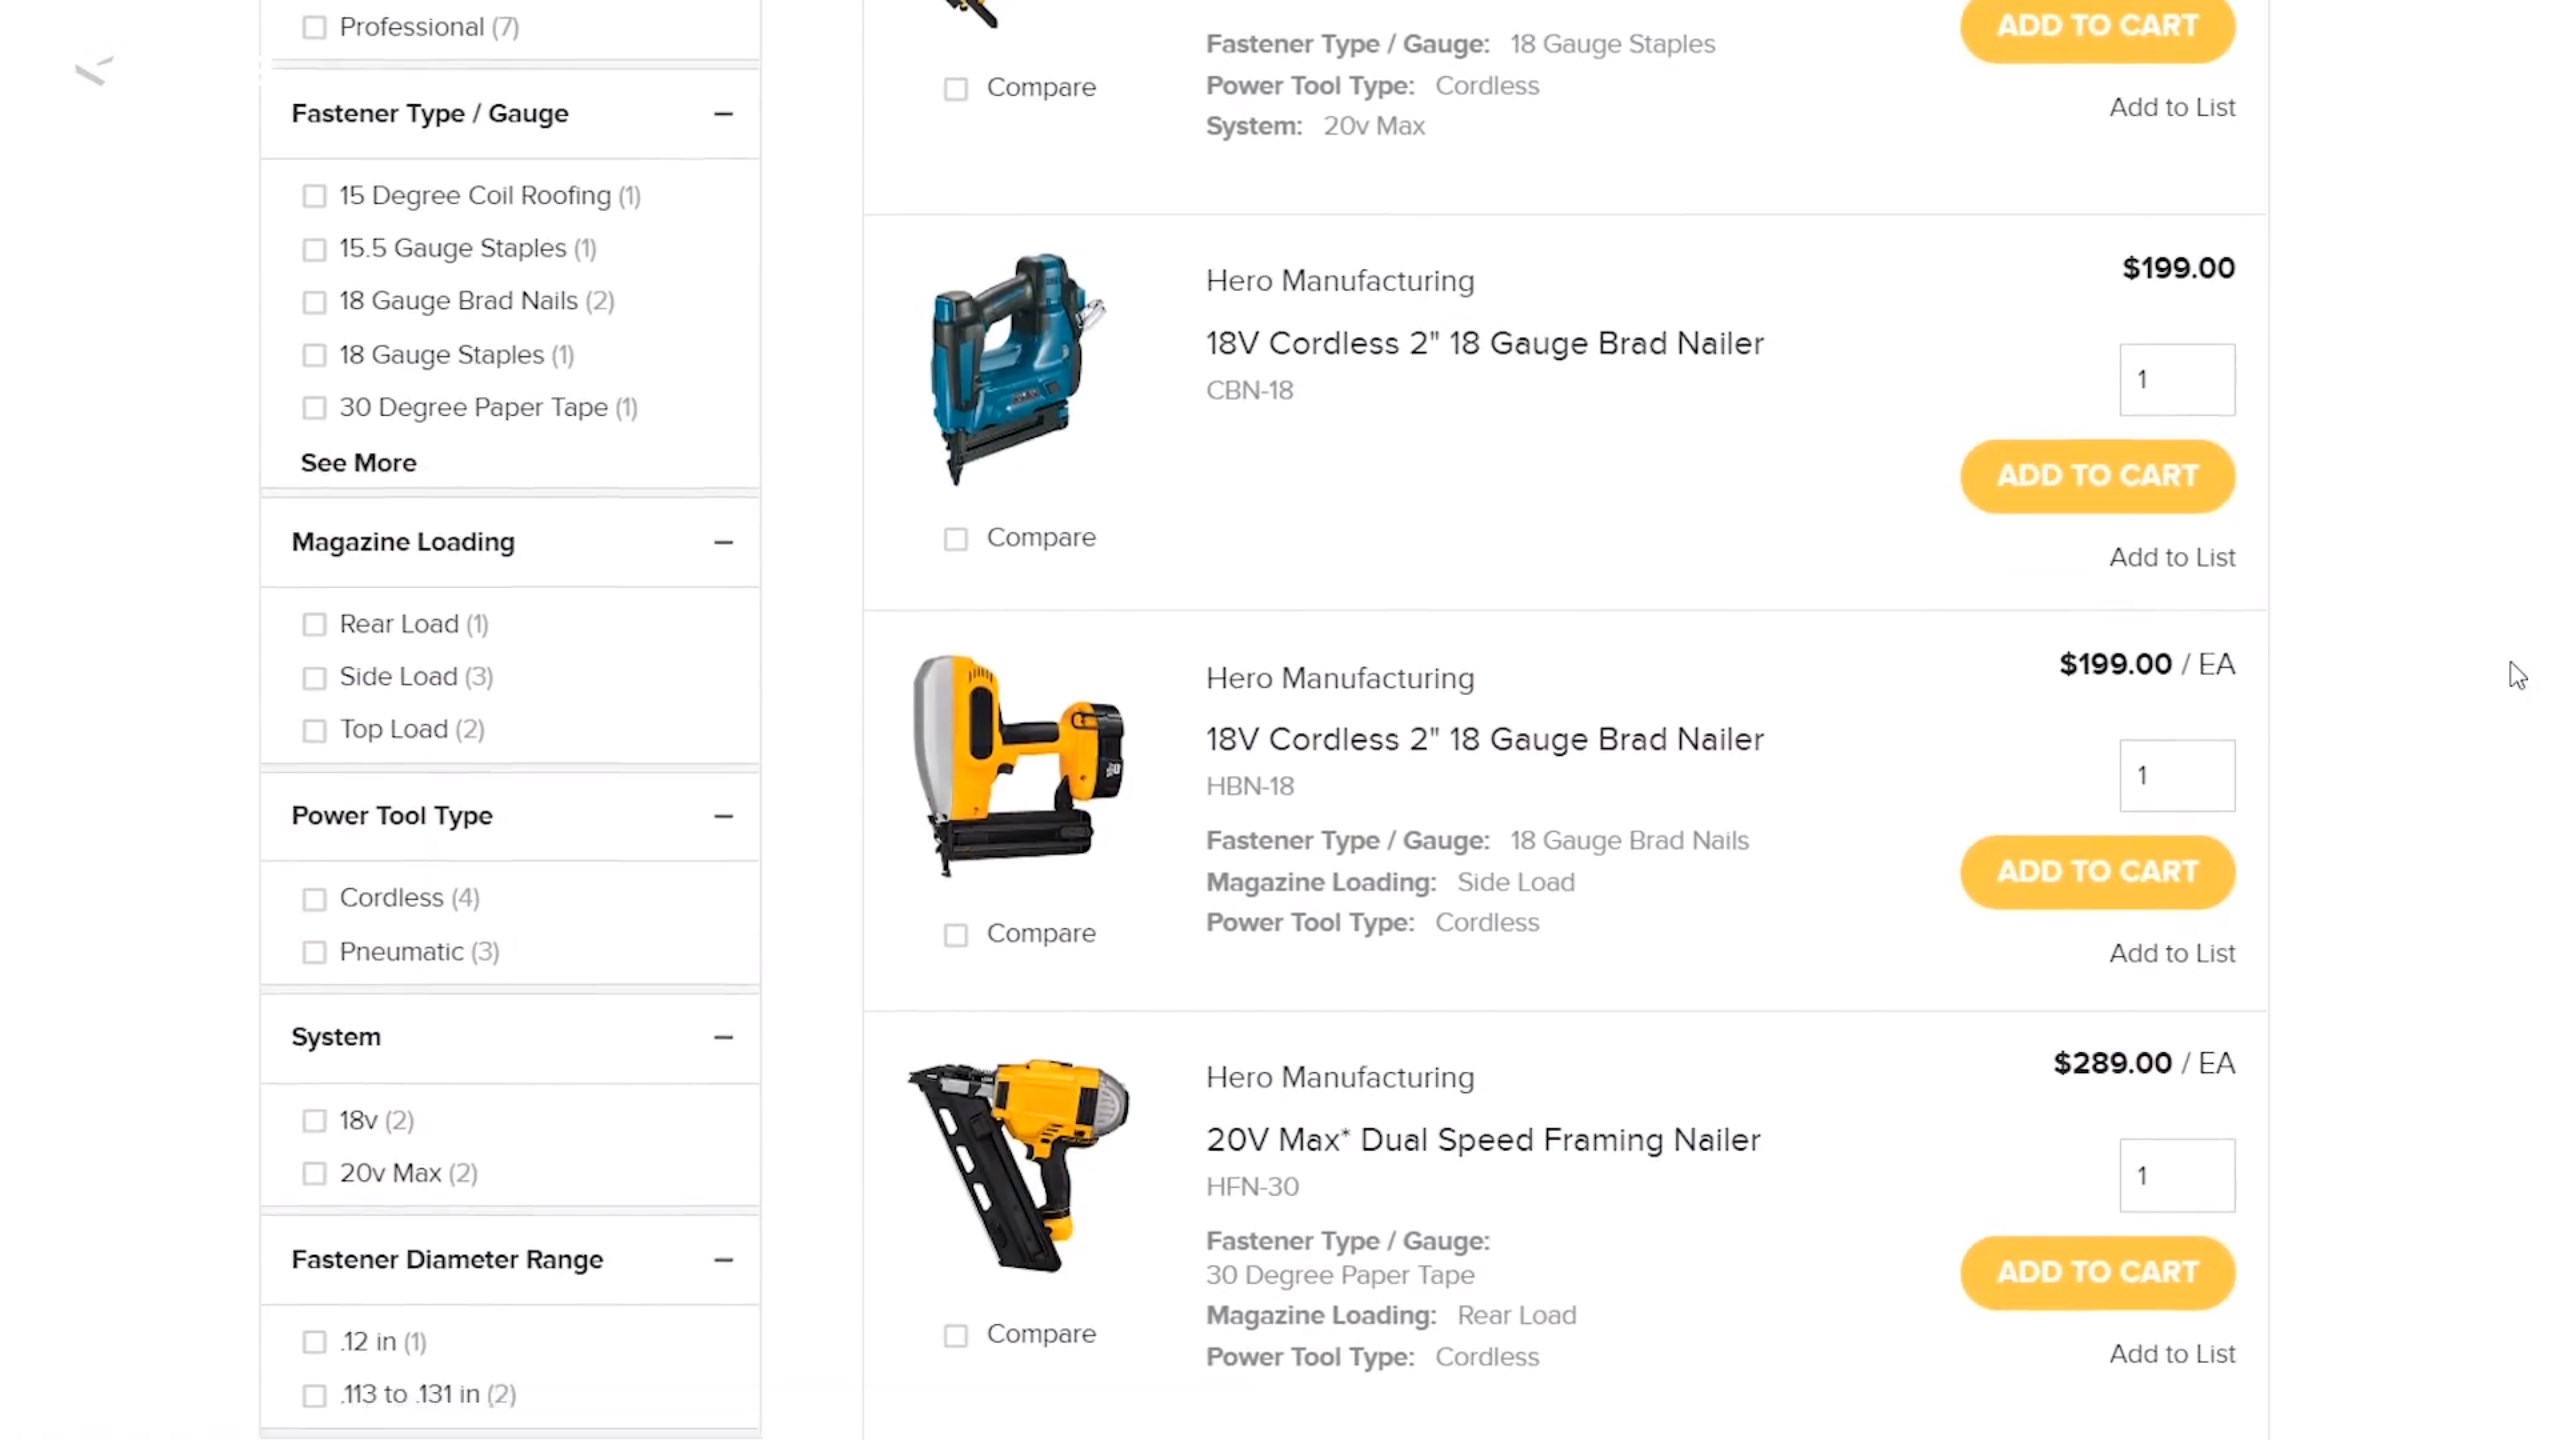 Professional (7)
Fastener Type / Gauge
15 Degree Coil Roofing (1)
15.5 Gauge Staples (1)
18 Gauge Brad Nails (2)
18 Gauge Staples (1)
30 Degree Paper Tape (1)
See More
Magazine Loading
Rear Load (1)
Side Load (3)
Top Load (2)
Power Tool Type
Cordless (4)
Pneumatic (3)
System
18v (2)
20v Max (2)
Fastener Diameter Range
.12 in (1)
.113 to .131 in (2)
Compare
Fastener Type / Gauge: 18 Gauge Staples
Power Tool Type: Cordless
System: 20v Max
ADD TO CART
Add to List
Compare
Hero Manufacturing
18V Cordless 2" 18 Gauge Brad Nailer
CBN-18
$199.00
1
ADD TO CART
Add to List
Compare
Hero Manufacturing
18V Cordless 2" 18 Gauge Brad Nailer
HBN-18
Fastener Type / Gauge: 18 Gauge Brad Nails
Magazine Loading: Side Load
Power Tool Type: Cordless
$199.00 / EA
1
ADD TO CART
Add to List
Compare
Hero Manufacturing
20V Max* Dual Speed Framing Nailer
HFN-30
Fastener Type / Gauge:
30 Degree Paper Tape
Magazine Loading: Rear Load
Power Tool Type: Cordless
$289.00 / EA
1
ADD TO CART
Add to List